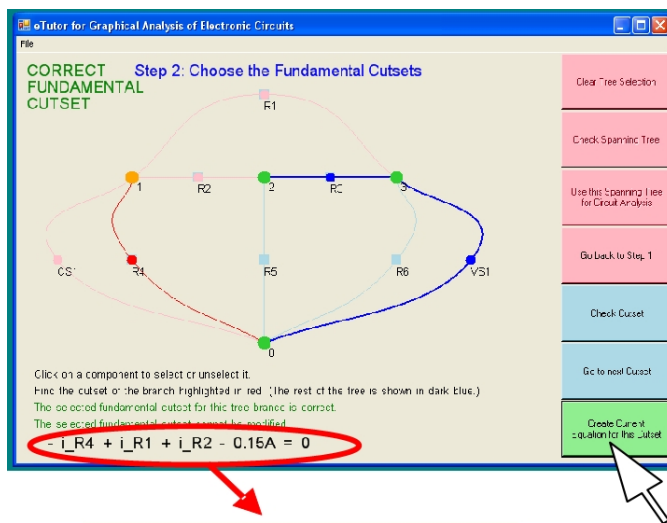 eTutor for Graphical Analysis of Electronic Circuits
File
CORRECT
FUNDAMENTAL
CUTSET
Step 2: Choose the Fundamental Cutsets
R1
1
R2
2
R3
3
CS1
R4
R5
R6
VS1
0
Click on a component to select or unselect it.
Find the cutset of the branch highlighted in red. (The rest of the tree is shown in dark blue.)
The selected fundamental cutset for this tree branch is correct.
The selected fundamental cutset cannot be modified.
- i_R4 + i_R1 + i_R2 - 0.15A = 0
Clear Tree Selection
Check Spanning Tree
Use this Spanning Tree
for Circuit Analysis
Go back to Step 1
Check Cutset
Go to next Cutset
Create Current
Equation for this Cutset